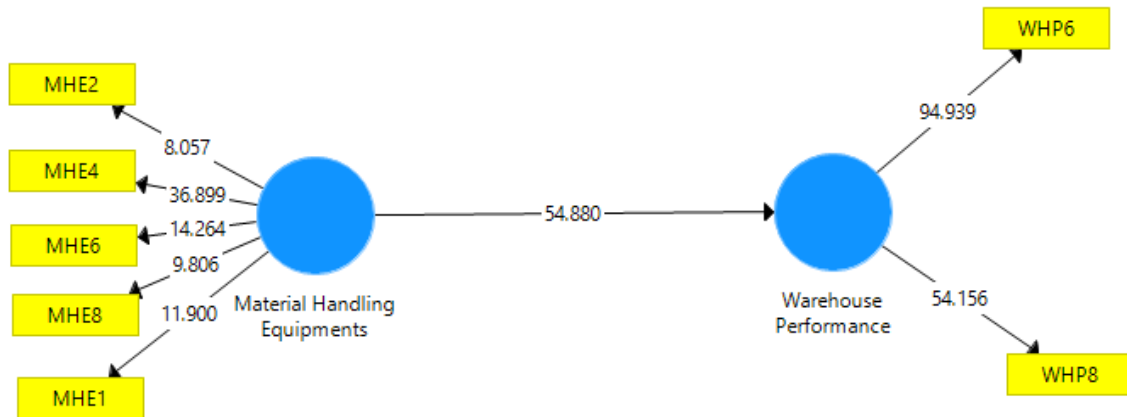 WHP6
MHE2
94.939
8.057
MHE4
36.899
54.880
14.264
MHE6
9.806
MHE8
11.900
Material Handling
Equipments
Warehouse
Performance
54.156
WHP8
MHE1